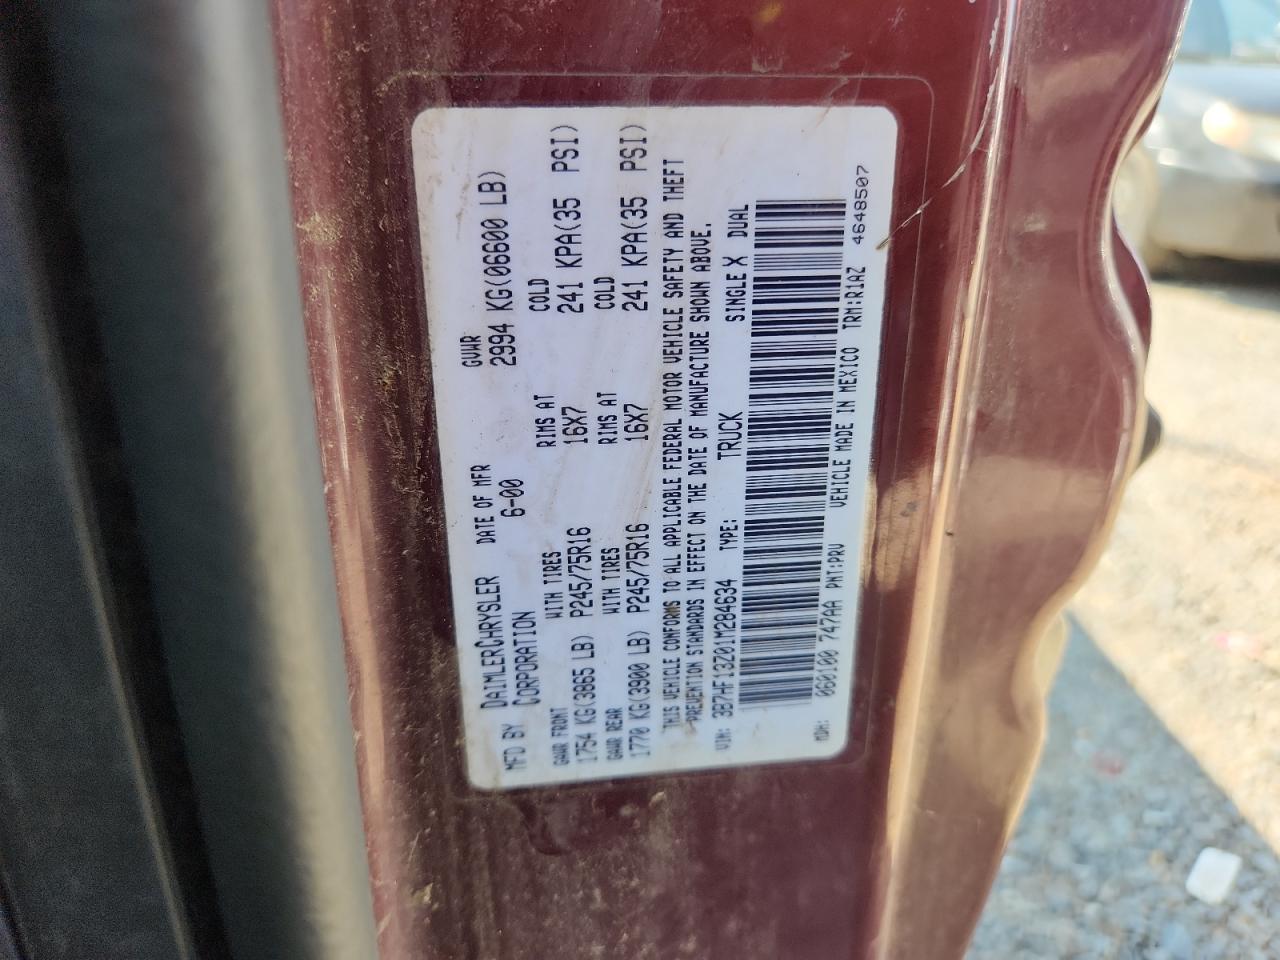 MFD BY DAIMLERCHRYSLER CORPORATION DATE OF MFR 6-00 GVWR 2994 KG(06600 LB)
GAWR FRONT WITH TIRES RIMS AT COLD
1754 KG(3865 LB) P245/75R16 16X7 241 KPA(35 PSI)
GAWR REAR WITH TIRES RIMS AT COLD
1770 KG(3900 LB) P245/75R16 16X7 241 KPA(35 PSI)
THIS VEHICLE CONFORMS TO ALL APPLICABLE FEDERAL MOTOR VEHICLE SAFETY AND THEFT
PREVENTION STANDARDS IN EFFECT ON THE DATE OF MANUFACTURE SHOWN ABOVE.
VIN: 3B7HF13Z01M284634 TYPE: TRUCK SINGLE X DUAL
MDH: 060100 747AA PNT:PRV VEHICLE MADE IN MEXICO TRM:R1AZ 4648507